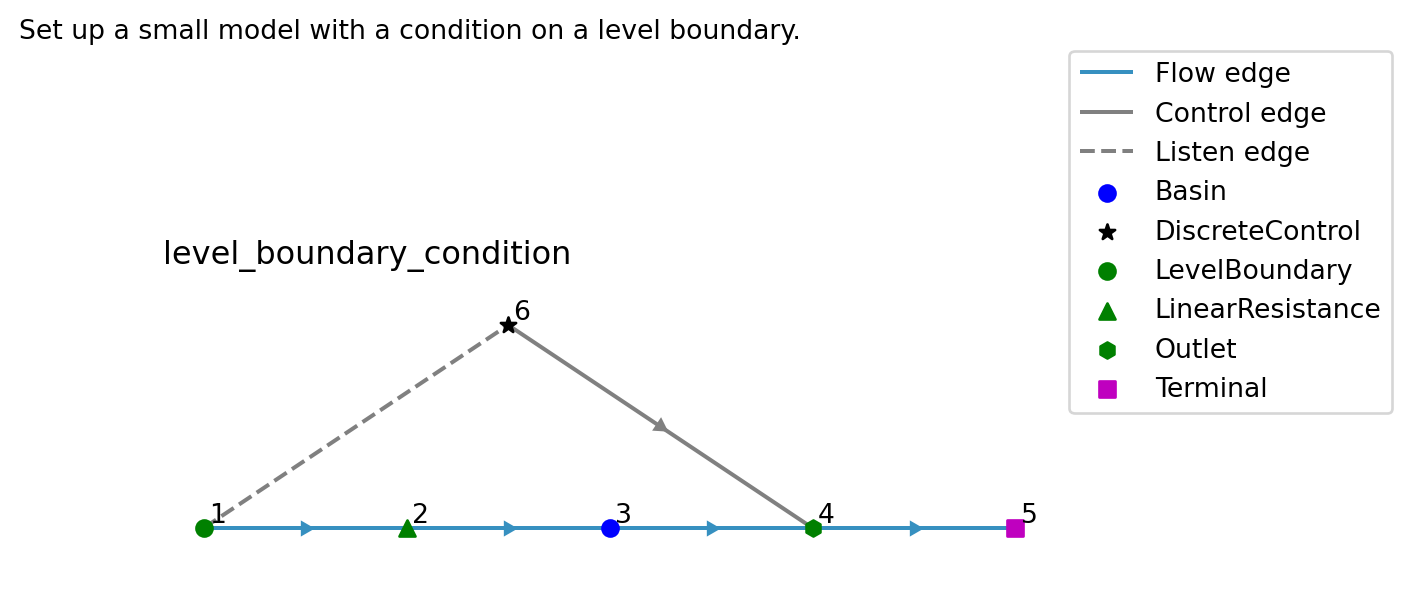 Set up a small model with a condition on a level boundary.
Flow edge
Control edge
Listen edge
Basin
DiscreteControl
LevelBoundary
LinearResistance
Outlet
Terminal
level_boundary_condition
6
1
2
3
4
5